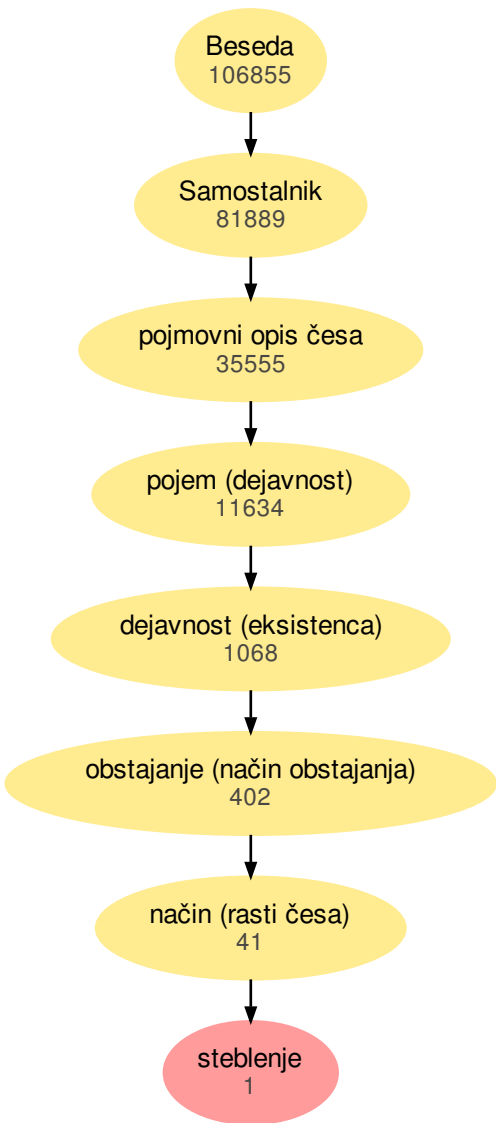 Beseda
106855
Samostalnik
81889
pojmovni opis česa
35555
pojem (dejavnost)
11634
dejavnost (eksistenca)
1068
obstajanje (način obstajanja)
402
način (rasti česa)
41
steblenje
1